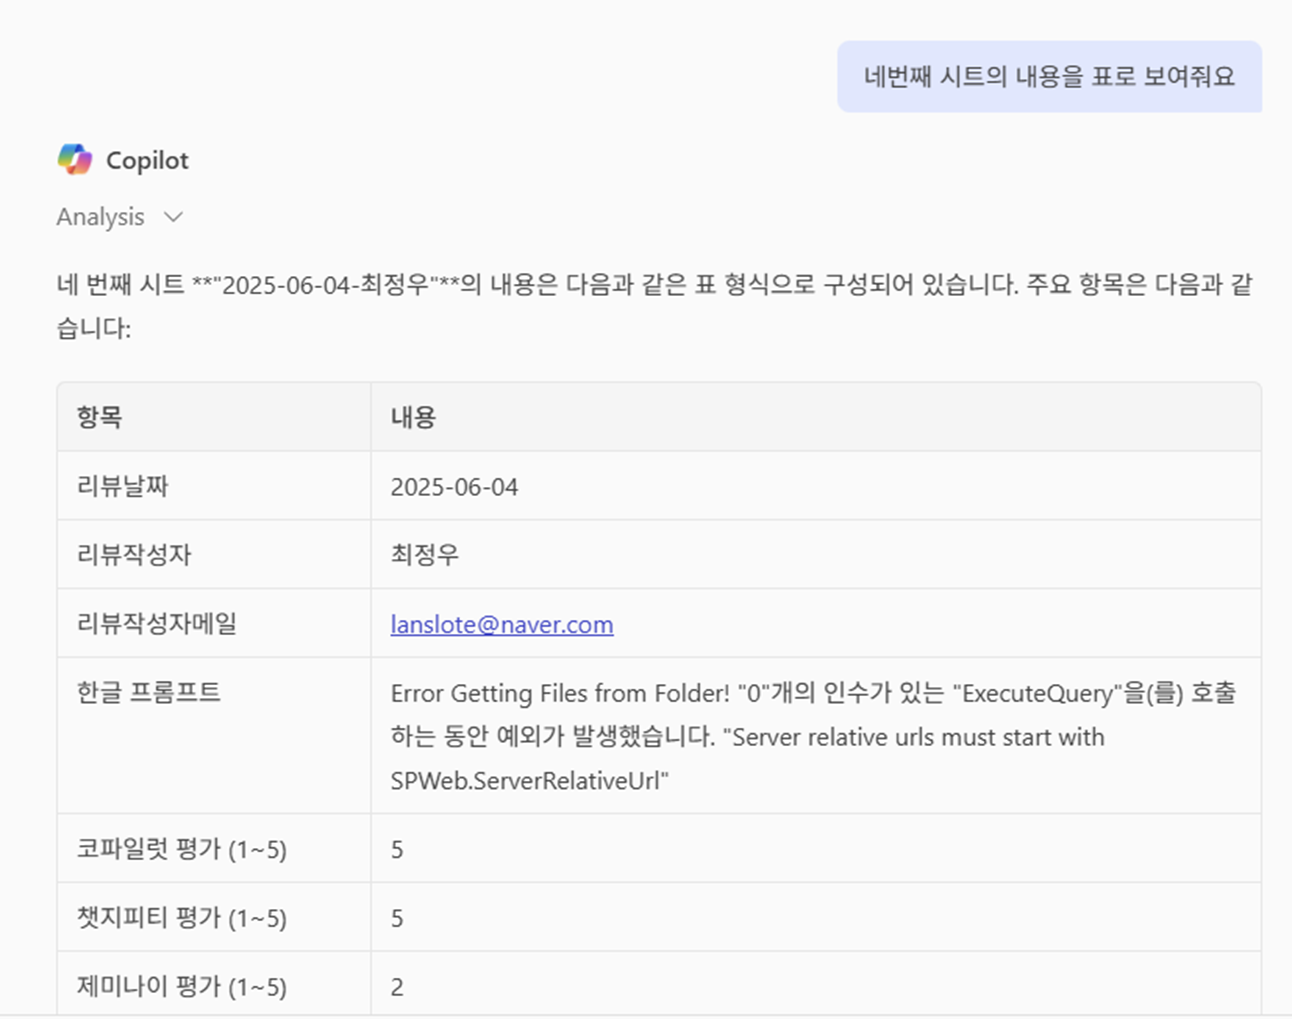 네번째 시트의 내용을 표로 보여줘요
Copilot
Analysis
네 번째 시트 **"2025-06-04-최정우"**의 내용은 다음과 같은 표 형식으로 구성되어 있습니다. 주요 항목은 다음과 같
습니다:
항목 내용
리뷰날짜 2025-06-04
리뷰작성자 최정우
리뷰작성자메일 lanslote@naver.com
한글 프롬프트 Error Getting Files from Folder! "0"개의 인수가 있는 "ExecuteQuery"을(를) 호출
하는 동안 예외가 발생했습니다. "Server relative urls must start with
SPWeb.ServerRelativeUrl"
코파일럿 평가 (1~5) 5
챗지피티 평가 (1~5) 5
제미나이 평가 (1~5) 2